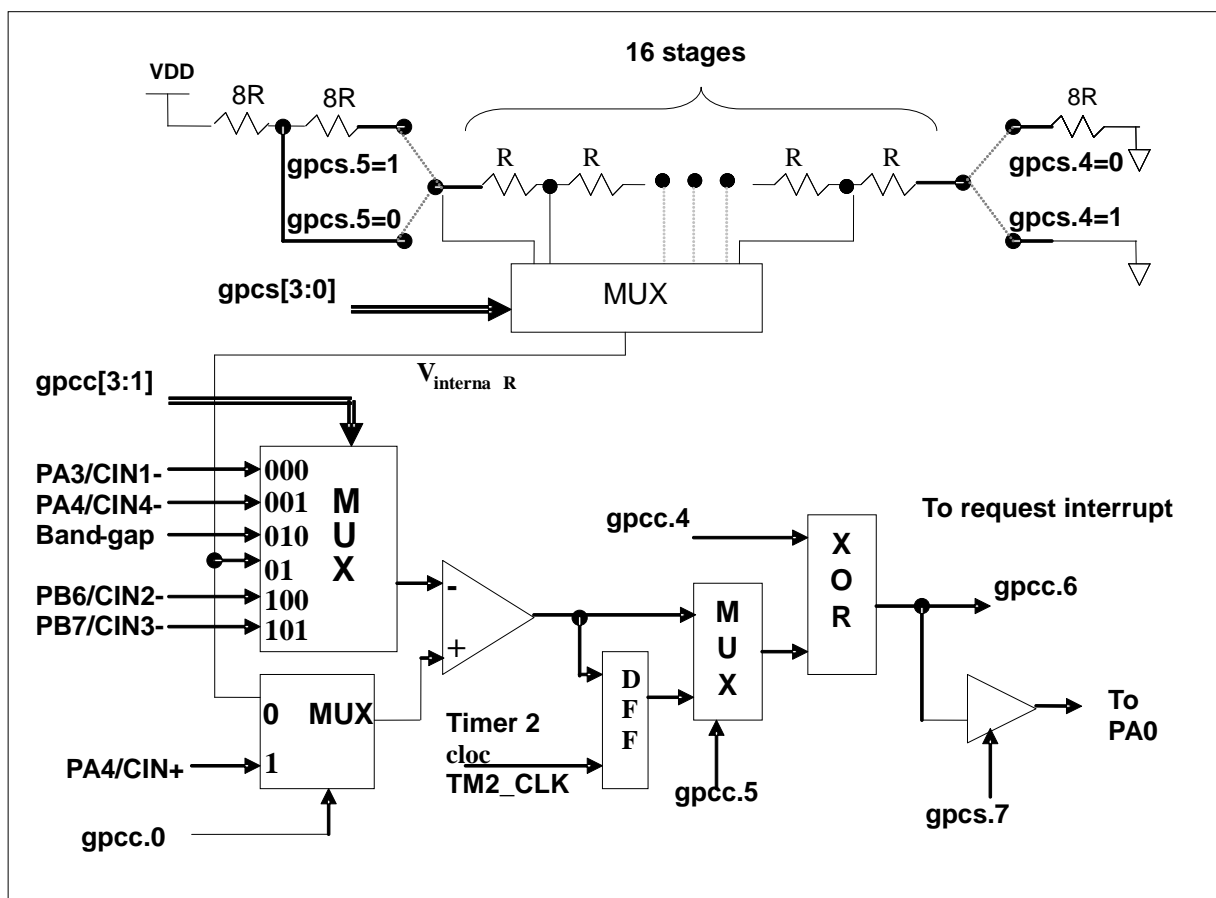 16 stages
VDD
8R
8R
8R
gpcs.5=1
R
R
R
R
gpcs.4=0
gpcs.5=0
gpcs.4=1
gpcs[3:0]
MUX
Vinterna R
gpcc[3:1]
PA3/CIN1-
000
PA4/CIN4-
001
Band-gap
010
01
PB6/CIN2-
100
PB7/CIN3-
101
M
U
X
-
+
gpcc.4
X
O
R
To request interrupt
gpcc.6
M
U
X
D
F
F
0 MUX
1
PA4/CIN+
gpcc.0
Timer 2
cloc
TM2_CLK
gpcc.5
To
PA0
gpcs.7